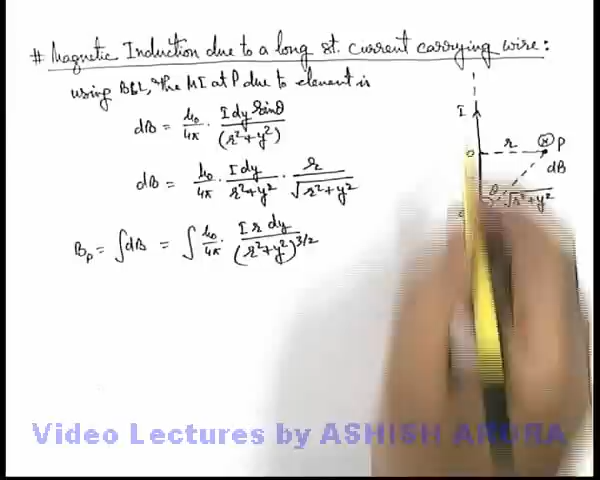 # Magnetic Induction due to a long st. current carrying wire:
using BSL, the MI at P due to element is
dB = μ₀/4π · I dy sinθ/(r²+y²)
dB = μ₀/4π · I dy/r²+y² · r/√r²+y²
B_P = ∫dB = ∫ μ₀/4π · I r dy/(r²+y²)^3/2
I
r
P
dB
θ
√r²+y²
Video Lectures by ASHISH ARORA